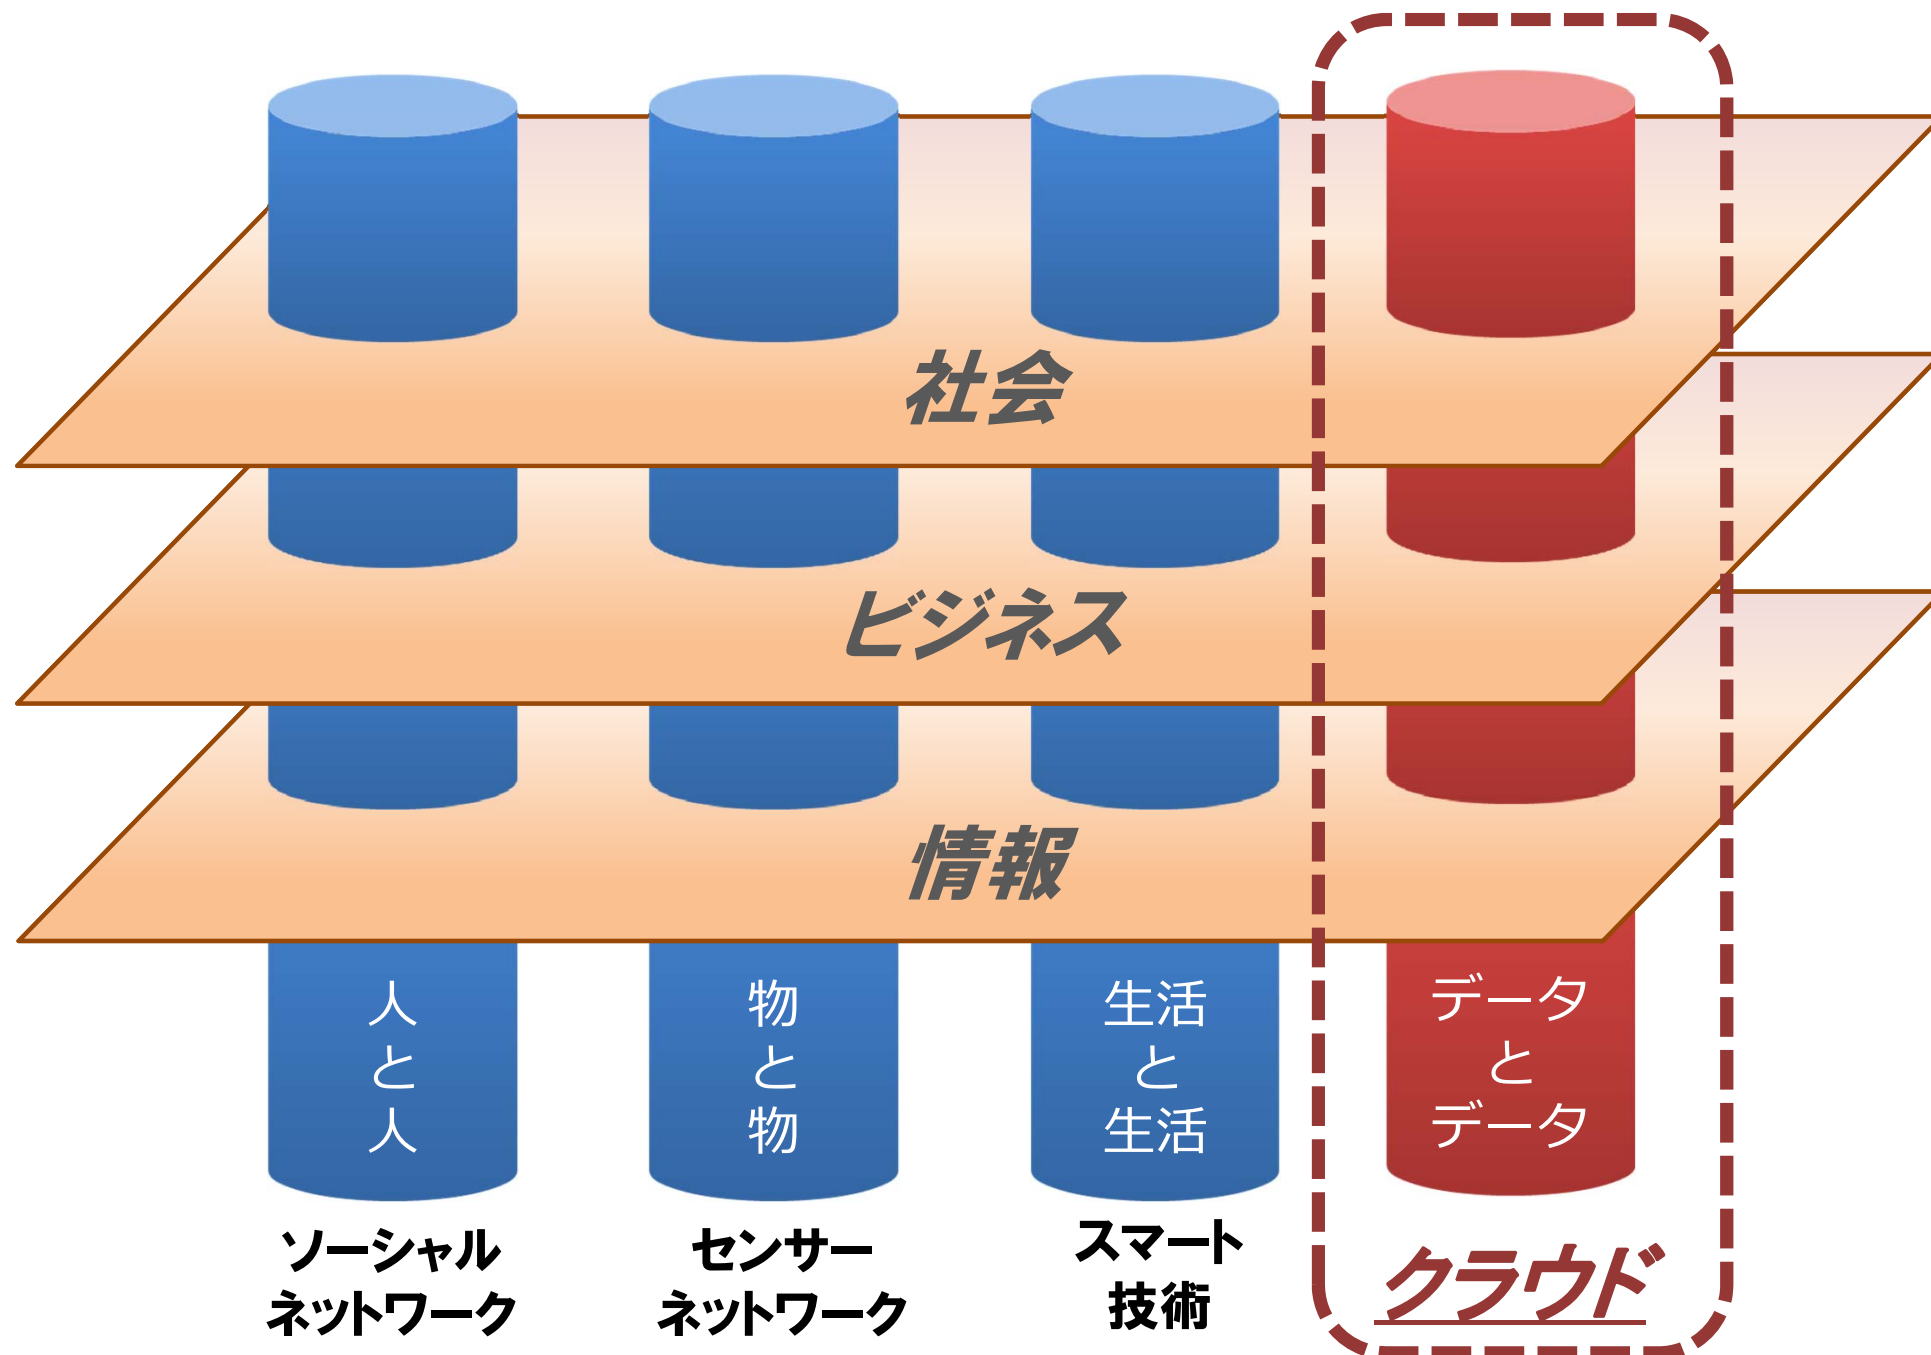 社会
ビジネス
情報
人
と
人
物
と
物
生活
と
生活
データ
と
データ
ソーシャル
ネットワーク
センサー
ネットワーク
スマート
技術
クラウド